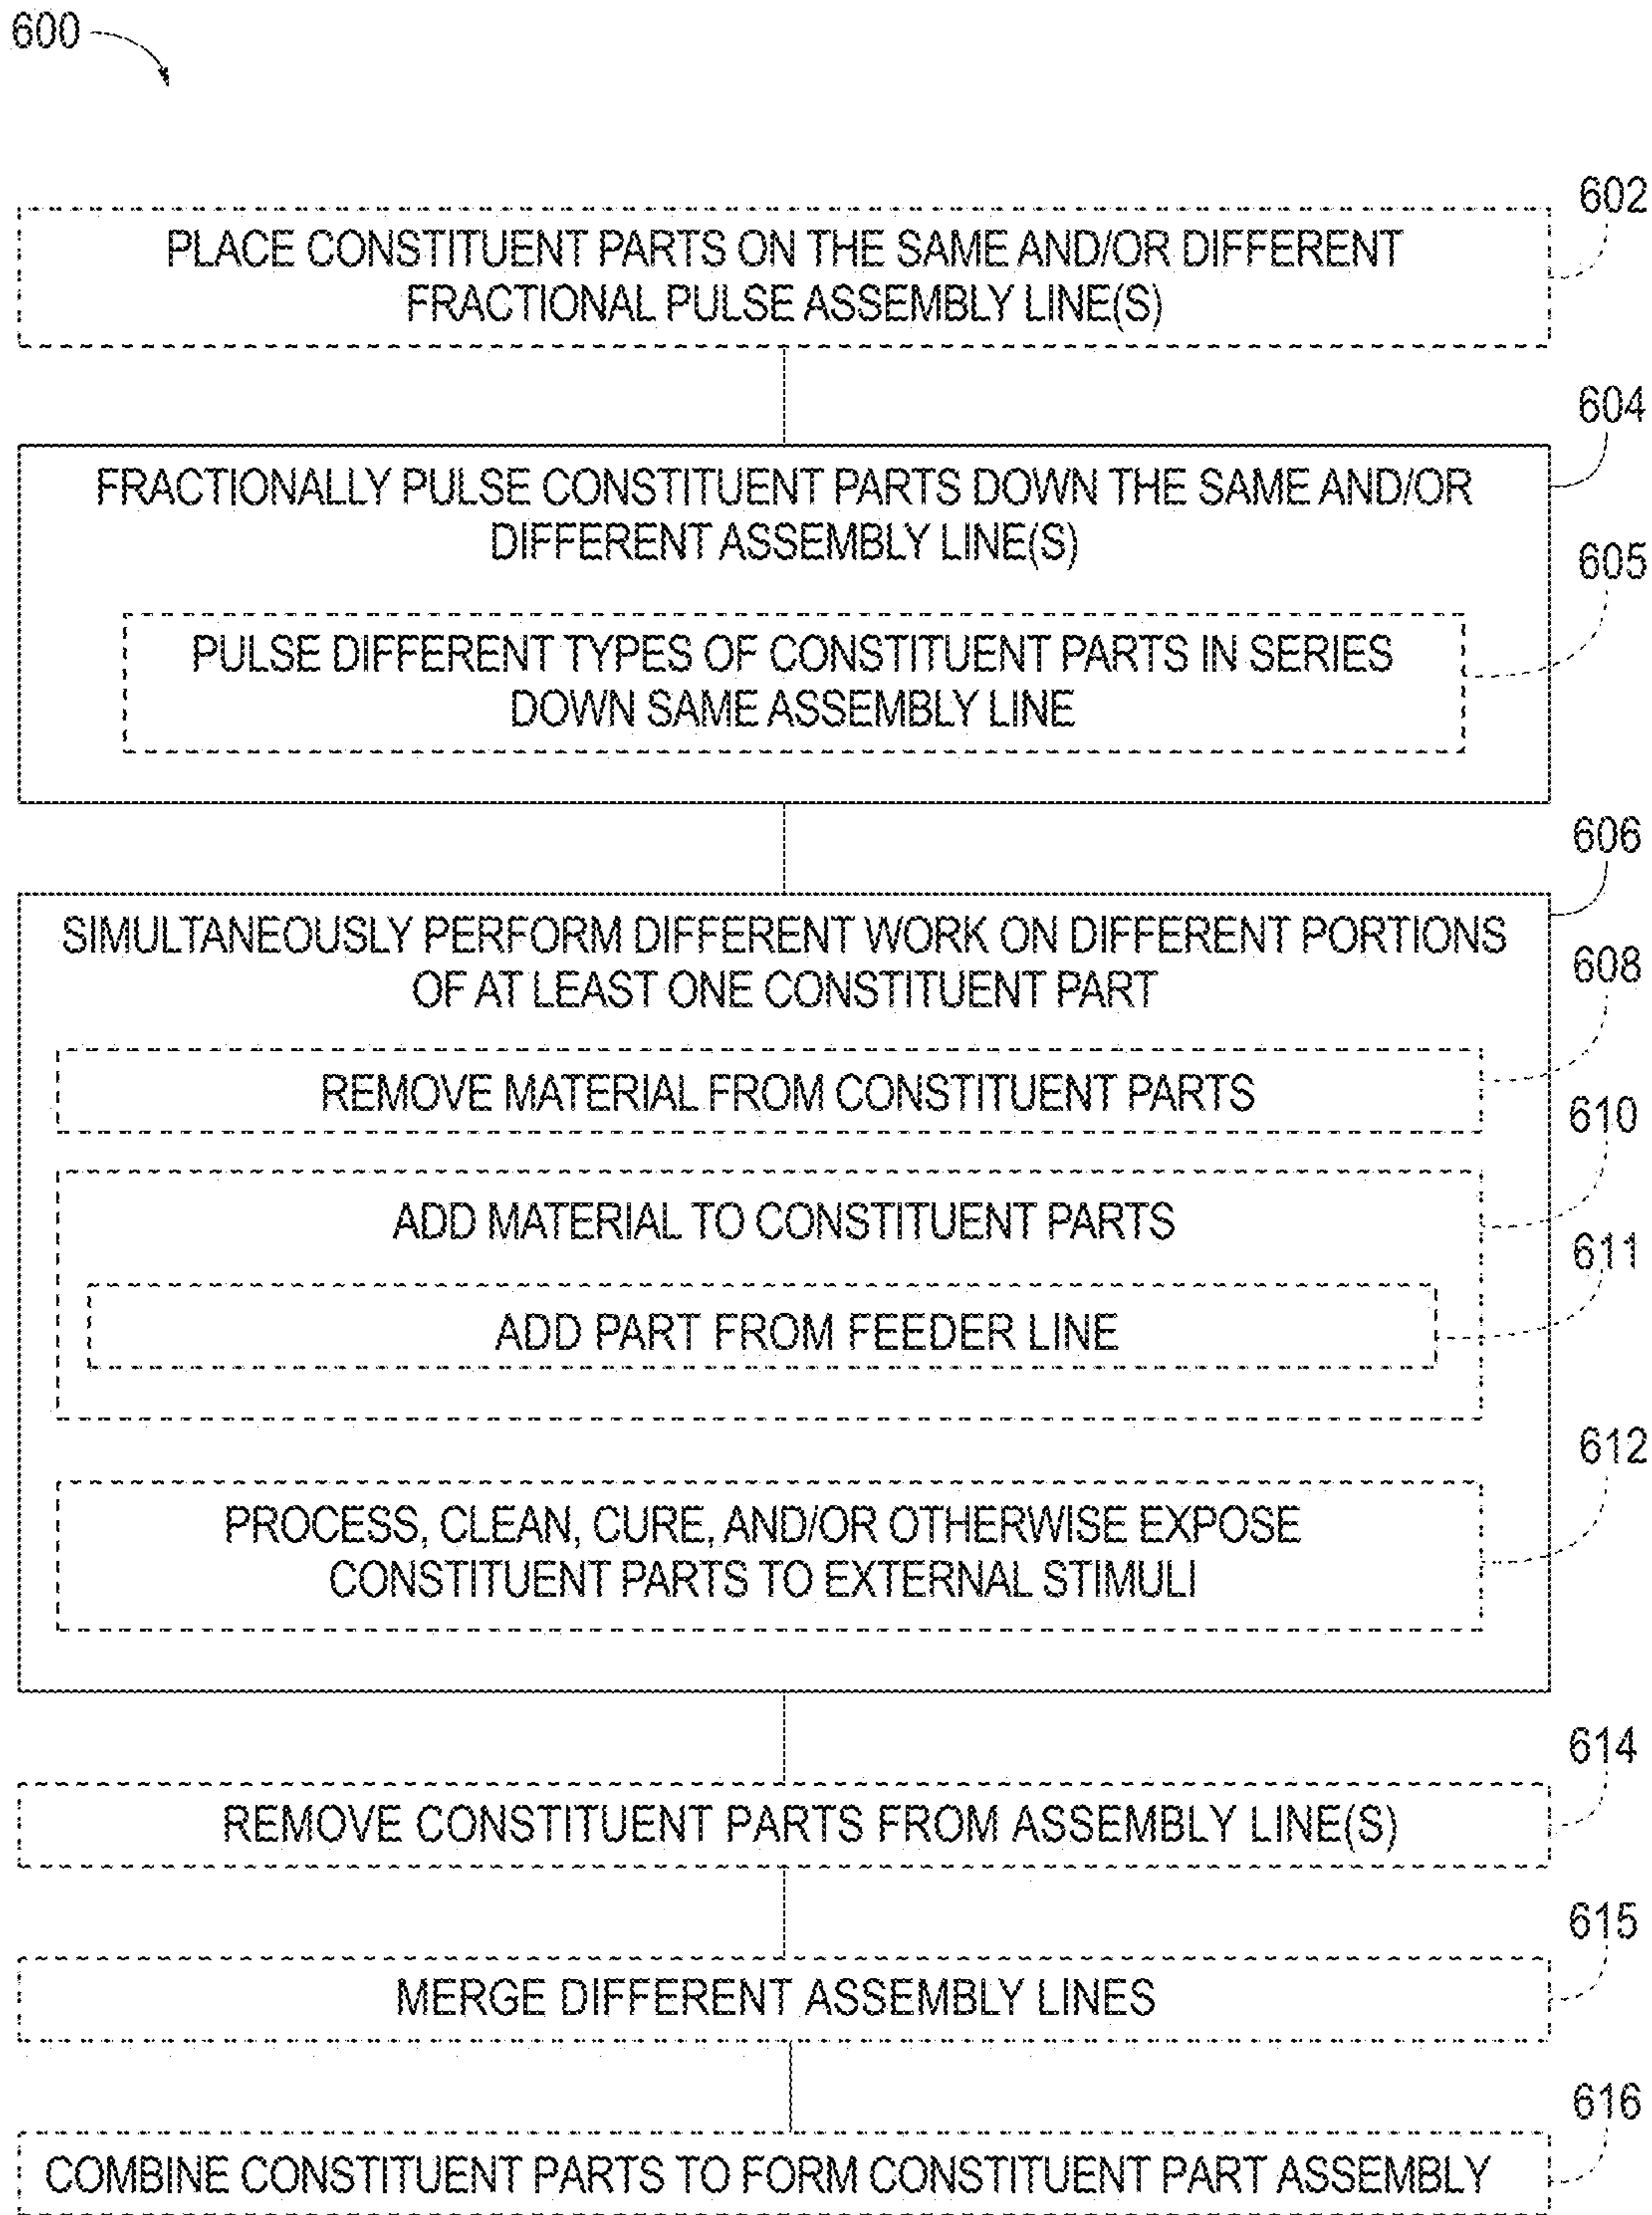 600
602
PLACE CONSTITUENT PARTS ON THE SAME AND/OR DIFFERENT
FRACTIONAL PULSE ASSEMBLY LINE(S)
604
FRACTIONALLY PULSE CONSTITUENT PARTS DOWN THE SAME AND/OR
DIFFERENT ASSEMBLY LINE(S)
605
PULSE DIFFERENT TYPES OF CONSTITUENT PARTS IN SERIES
DOWN SAME ASSEMBLY LINE
606
SIMULTANEOUSLY PERFORM DIFFERENT WORK ON DIFFERENT PORTIONS
OF AT LEAST ONE CONSTITUENT PART
608
REMOVE MATERIAL FROM CONSTITUENT PARTS
610
ADD MATERIAL TO CONSTITUENT PARTS
611
ADD PART FROM FEEDER LINE
612
PROCESS, CLEAN, CURE, AND/OR OTHERWISE EXPOSE
CONSTITUENT PARTS TO EXTERNAL STIMULI
614
REMOVE CONSTITUENT PARTS FROM ASSEMBLY LINE(S)
615
MERGE DIFFERENT ASSEMBLY LINES
616
COMBINE CONSTITUENT PARTS TO FORM CONSTITUENT PART ASSEMBLY